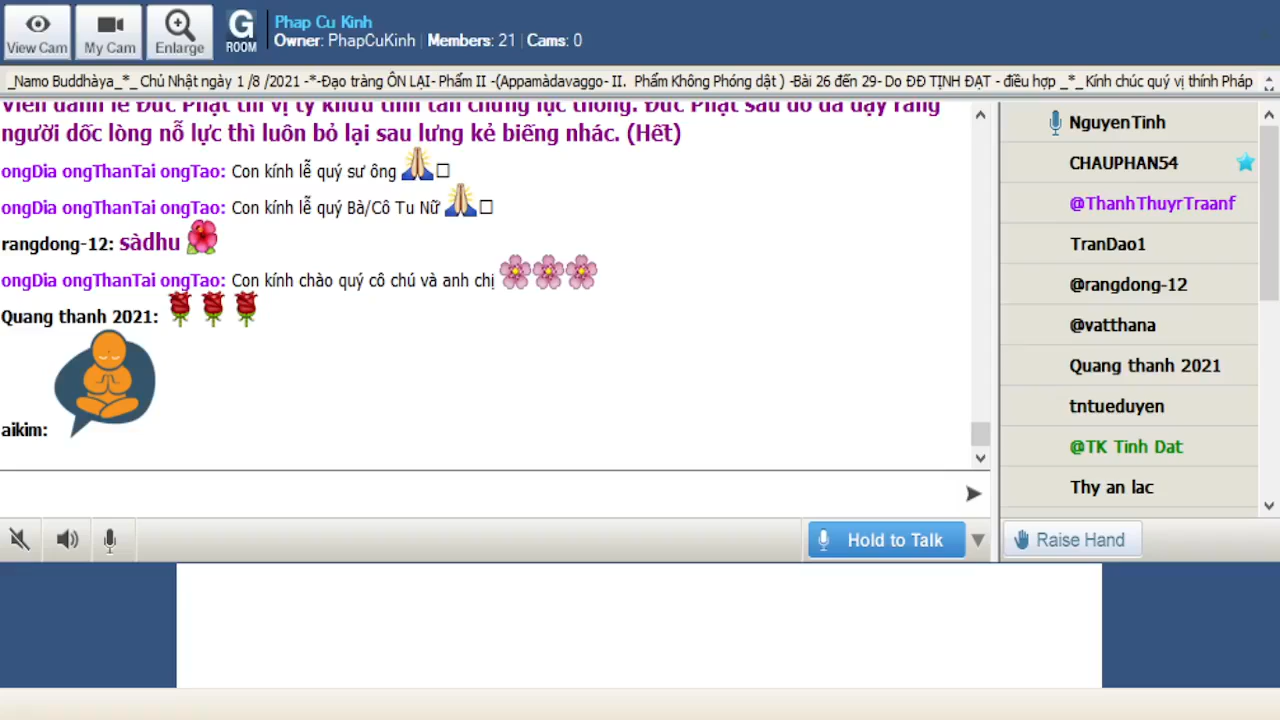 View Cam
My Cam
Enlarge
G
ROOM
Phap Cu Kinh
Owner: PhapCuKinh | Members: 21 | Cams: 0
_Namo Buddhàya_*_ Chủ Nhật ngày 1 /8 /2021 -*-Đạo tràng ÔN LẠI- Phẩm II -(Appamàdavaggo- II. Phẩm Không Phóng dật ) -Bài 26 đến 29- Do ĐĐ TỊNH ĐẠT - điều hợp _*_Kính chúc quý vị thính Pháp
người dốc lòng nỗ lực thì luôn bỏ lại sau lưng kẻ biếng nhác. (Hết)
ongDia ongThanTai ongTao: Con kính lễ quý sư ông 🙏□
ongDia ongThanTai ongTao: Con kính lễ quý Bà/Cô Tu Nữ 🙏□
rangdong-12: sàdhu 🌺
ongDia ongThanTai ongTao: Con kính chào quý cô chú và anh chị 🌸🌸🌸
Quang thanh 2021: 🌹🌹🌹
aikim:
NguyenTinh
CHAUPHAN54
@ThanhThuyrTraanf
TranDao1
@rangdong-12
@vatthana
Quang thanh 2021
tntueduyen
@TK Tinh Dat
Thy an lac
Hold to Talk
Raise Hand